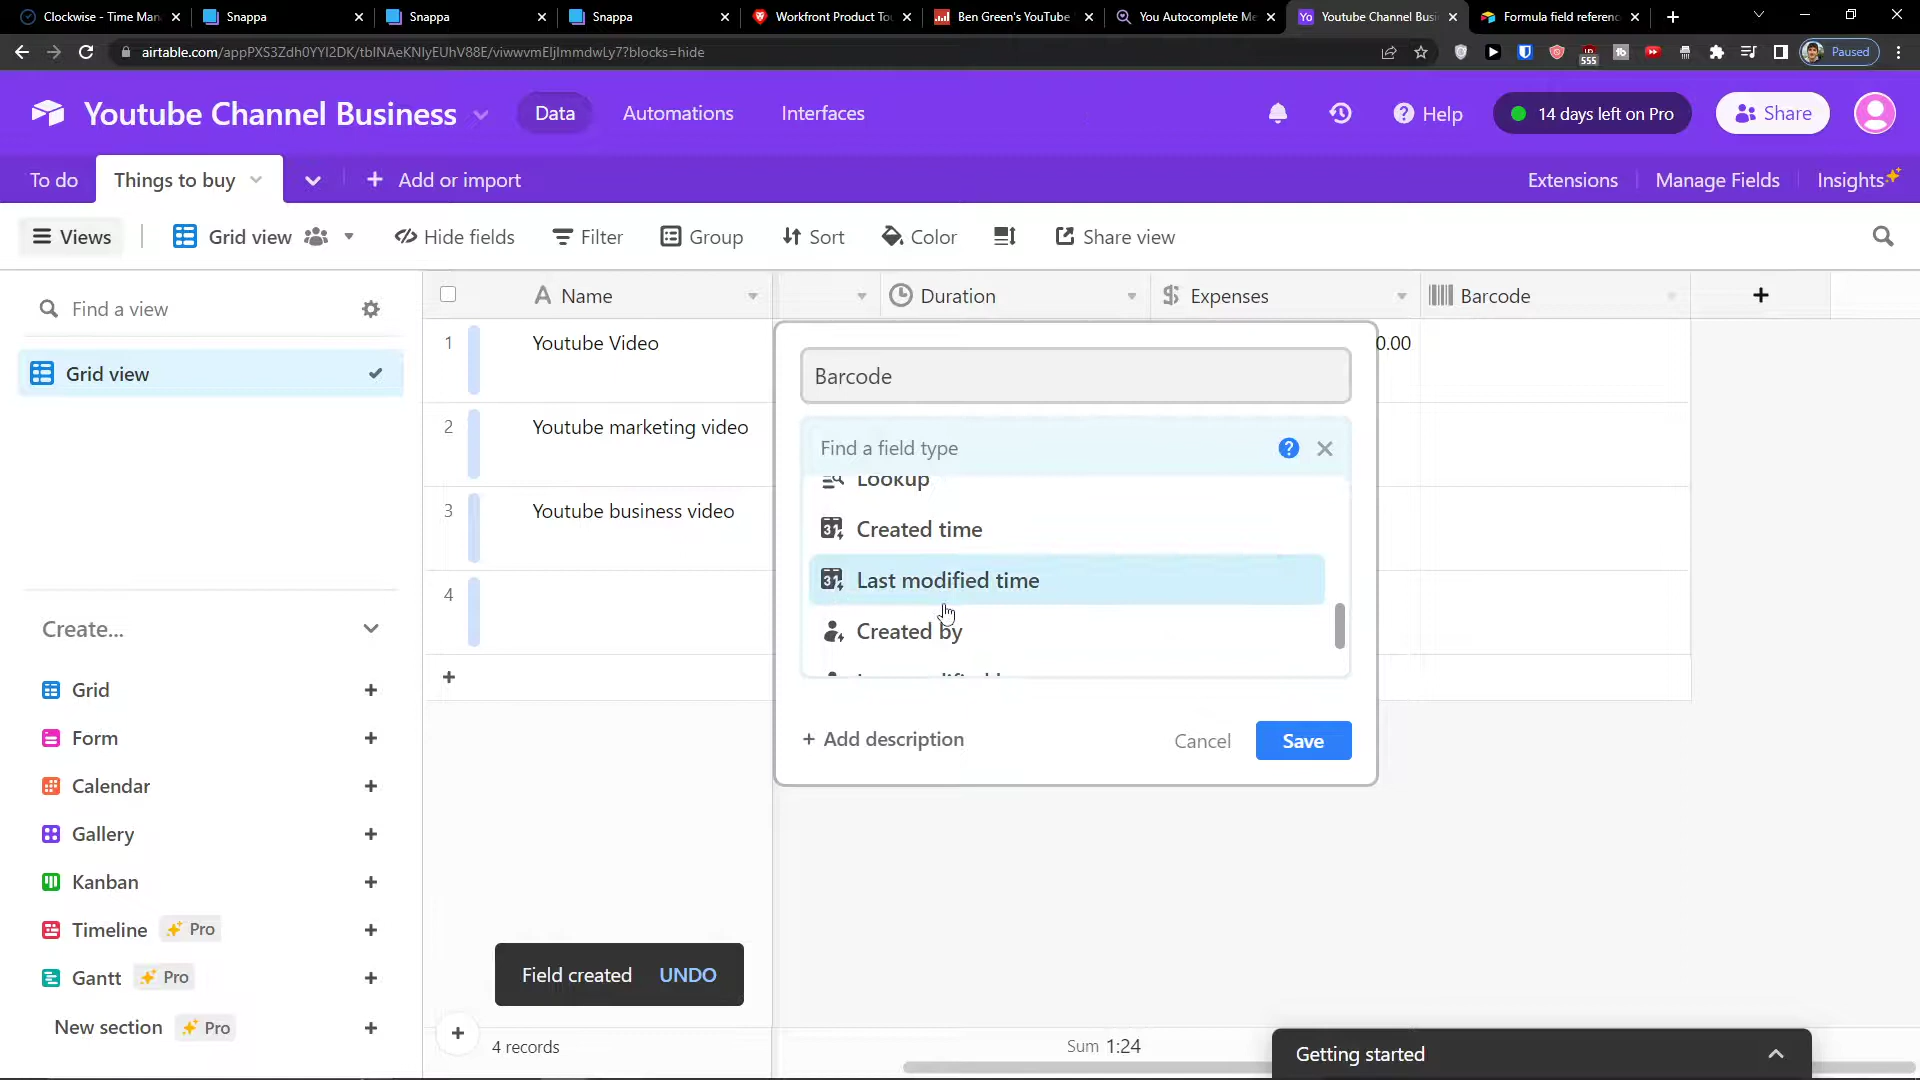 Clockwise - Time Man
Snappa
Snappa
Snappa
Workfront Product To
Ben Green's YouTube
You Autocomplete Me
Youtube Channel Busi
Formula field referenc
airtable.com/appPXS3Zdh0YYI2DK/tblNAeKNlyEUhV88E/viwwvmEljlmmdwLy7?blocks=hide
555
Paused
Youtube Channel Business
Data
Automations
Interfaces
Help
14 days left on Pro
Share
To do
Things to buy
Add or import
Extensions
Manage Fields
Insights
Views
Grid view
Hide fields
Filter
Group
Sort
Color
Share view
Find a view
Grid view
Name
Duration
Expenses
Barcode
1 Youtube Video
0.00
2 Youtube marketing video
3 Youtube business video
4
Barcode
Find a field type
Lookup
Created time
Last modified time
Created by
+ Add description
Cancel
Save
Create...
Grid
Form
Calendar
Gallery
Kanban
Timeline Pro
Gantt Pro
New section Pro
Field created UNDO
4 records
Sum 1:24
Getting started